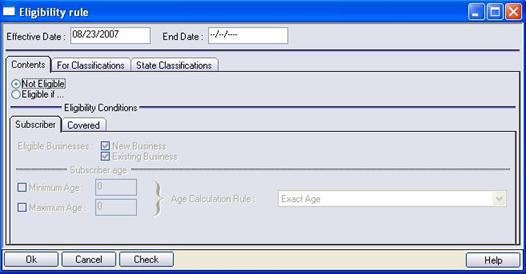 Eligibility rule
Effective Date : 08/23/2007 End Date : --/--/----
Contents For Classifications State Classifications
Not Eligible
Eligible if ...
Eligibility Conditions
Subscriber Covered
Eligible Businesses : New Business
Existing Business
Subscriber age
Minimum Age : 0
Age Calculation Rule : Exact Age
Maximum Age : 0
Ok Cancel Check Help